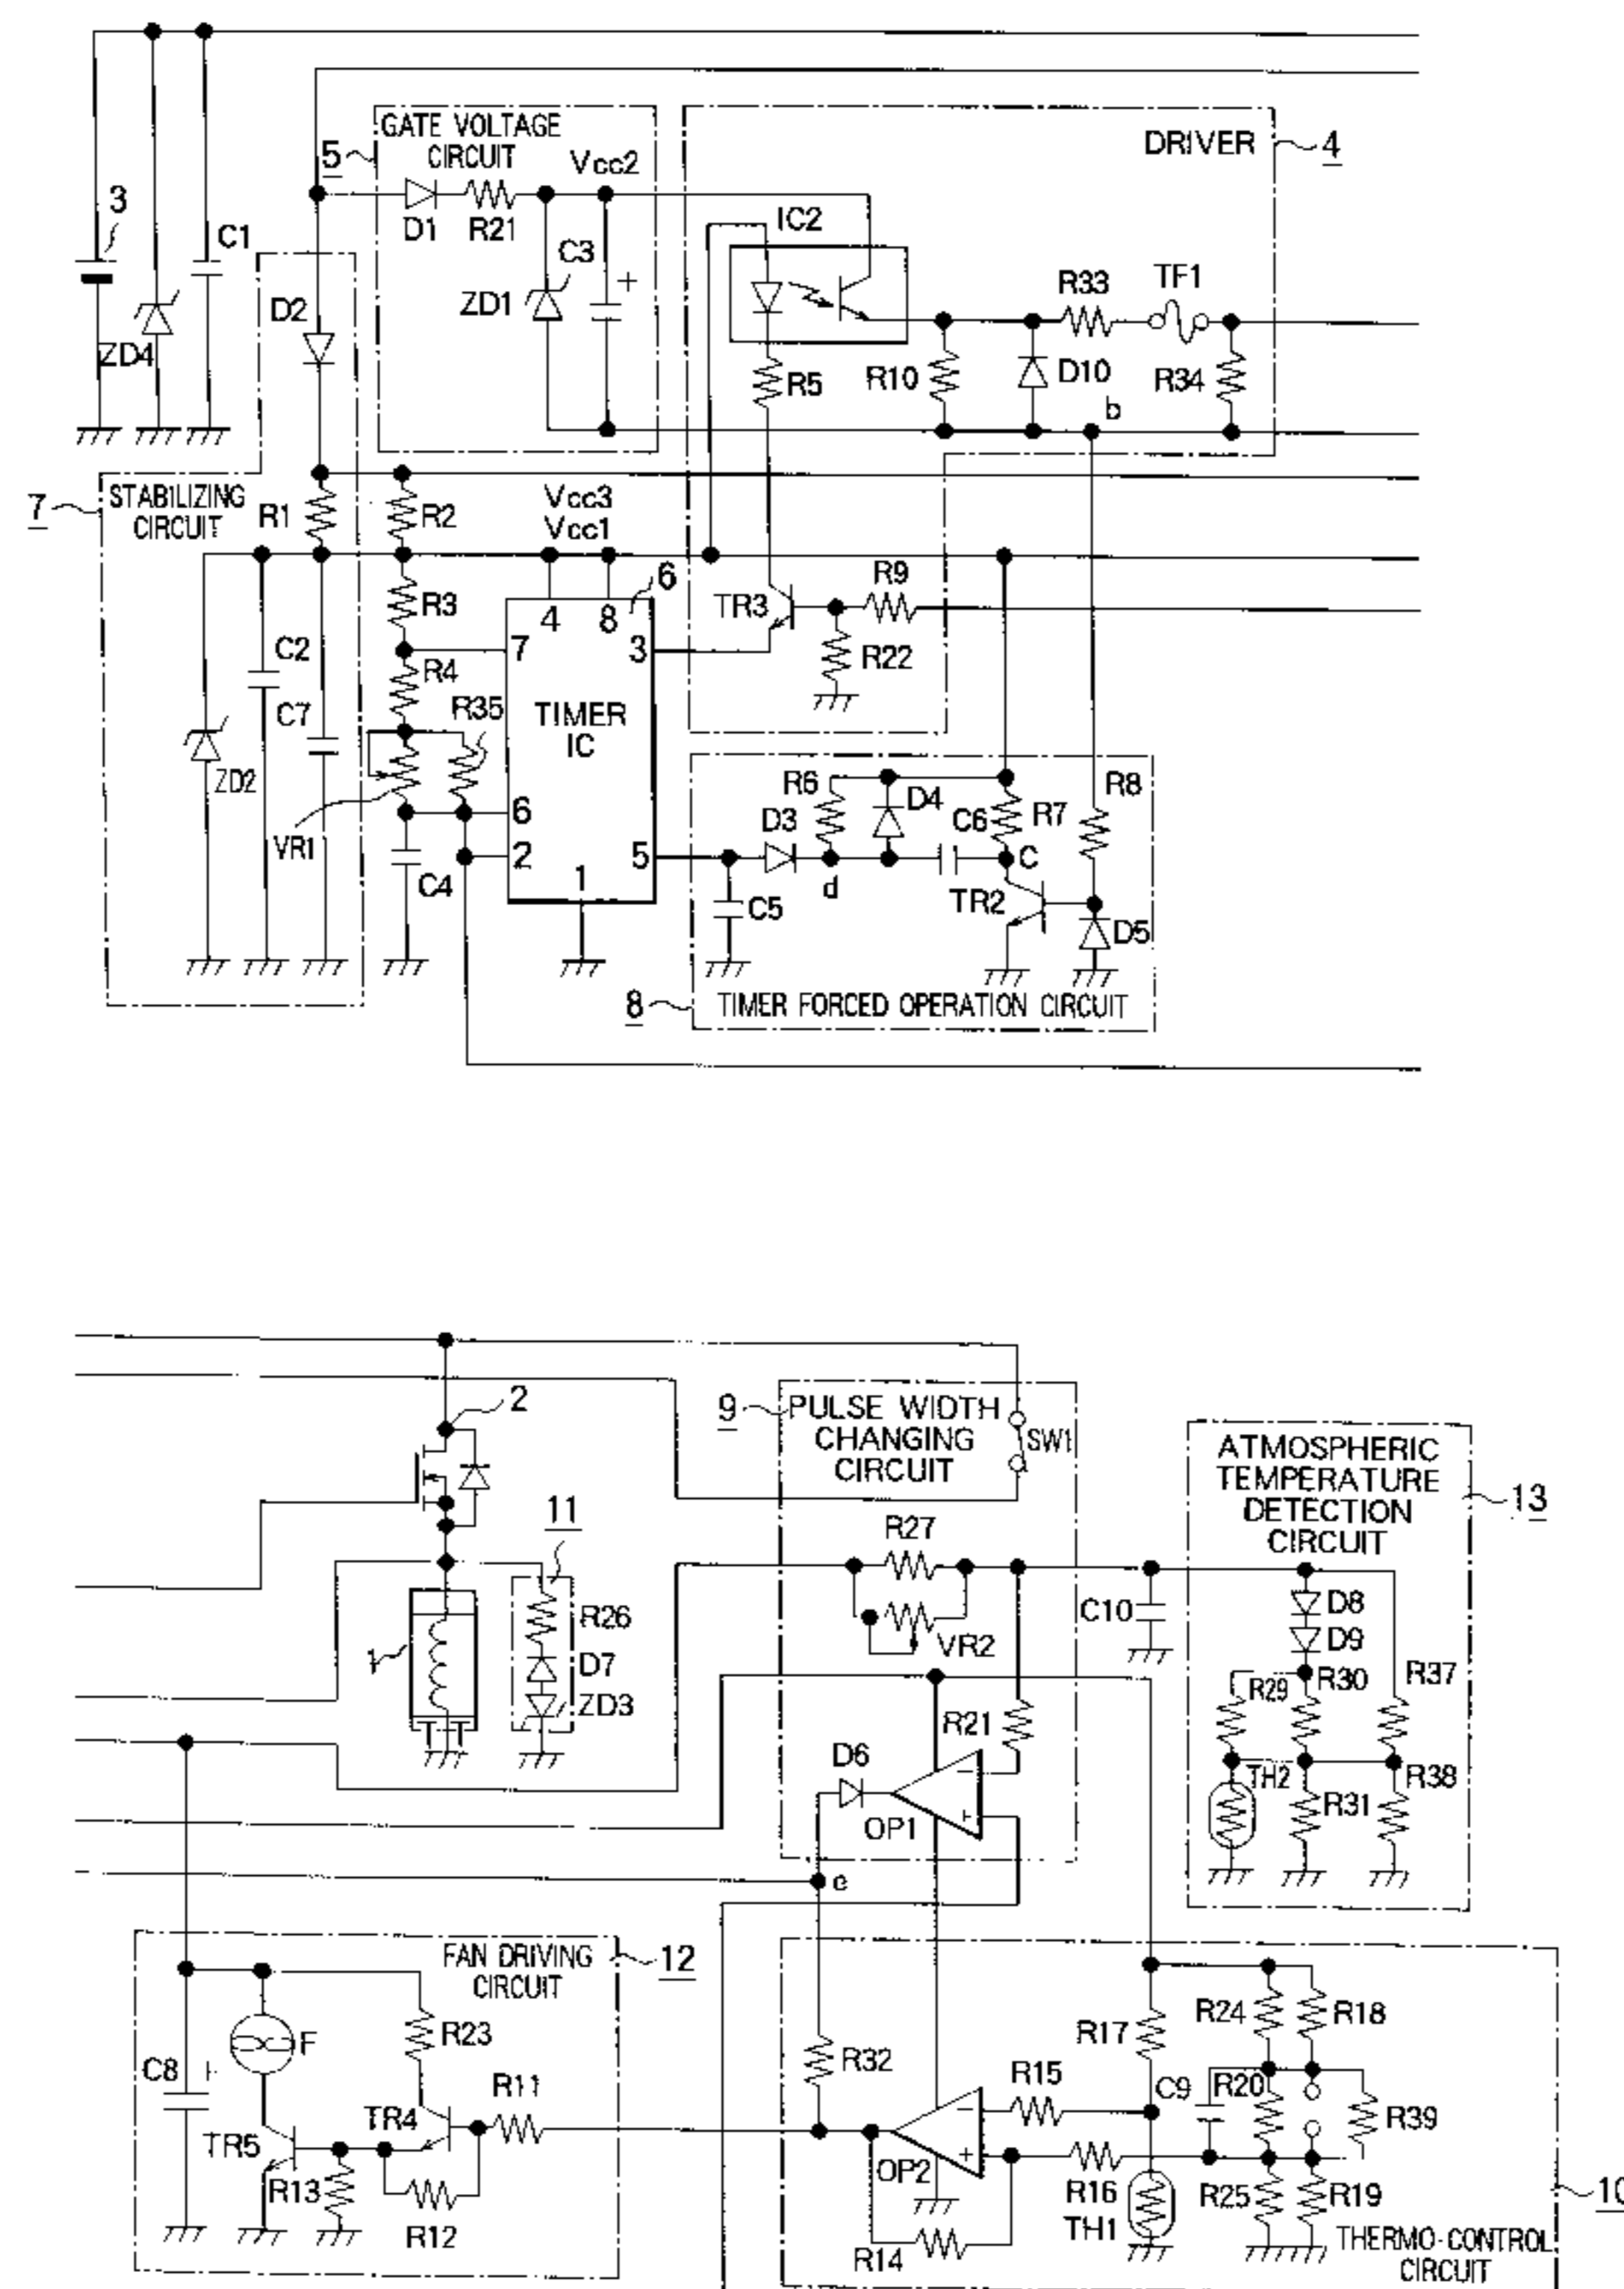 GATE VOLTAGE
CIRCUIT
5
Vcc2
DRIVER
4
3
C1
D1
R21
C3
IC2
ZD1
+
R33
TF1
D2
ZD4
R5
R10
D10
R34
b
7
STABILIZING
CIRCUIT
R1
R2
Vcc3
Vcc1
6
R3
4
8
TR3
R9
7
3
C2
R4
R22
C7
R35
TIMER
IC
ZD2
VR1
6
R6
D4
R8
D3
C6
R7
2
5
C
C4
1
d
C5
TR2
D5
8
TIMER FORCED OPERATION CIRCUIT
2
9
PULSE WIDTH
CHANGING
CIRCUIT
SW1
ATMOSPHERIC
TEMPERATURE
DETECTION
CIRCUIT
13
11
R27
R26
C10
D8
1
VR2
D9
D7
R29
R30
R37
ZD3
R21
D6
−
TH2
R38
+
R31
OP1
e
FAN DRIVING
CIRCUIT
12
R24
R18
R17
F
R23
R32
C8
+
R15
C9
R20
R11
−
R39
TR4
TR5
+
OP2
R13
R16
R25
R19
10
R12
TH1
R14
THERMO-CONTROL
CIRCUIT